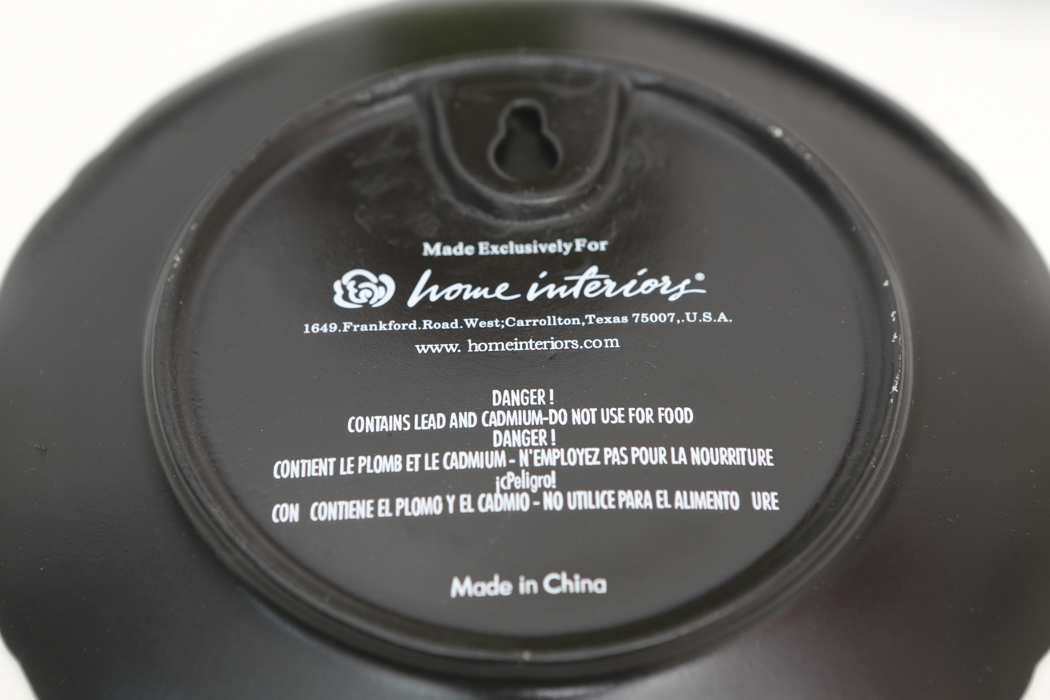 Made Exclusively For
home interiors®
1649.Frankford.Road.West;Carrollton,Texas 75007,.U.S.A.
www. homeinteriors.com
DANGER !
CONTAINS LEAD AND CADMIUM-DO NOT USE FOR FOOD
DANGER !
CONTIENT LE PLOMB ET LE CADMIUM - N'EMPLOYEZ PAS POUR LA NOURRITURE
¡cPeligro!
CON CONTIENE EL PLOMO Y EL CADMIO - NO UTILICE PARA EL ALIMENTO URE
Made in China